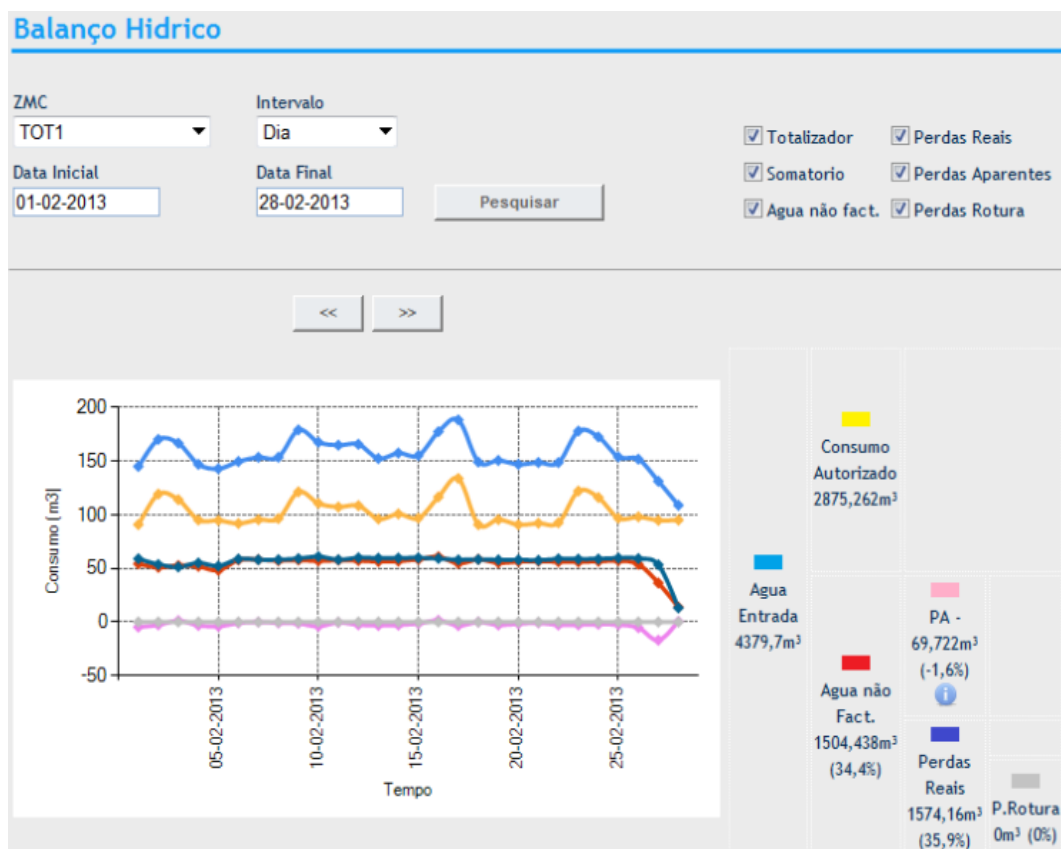 Balanço Hidrico
ZMC
Intervalo
TOT1
Dia
Data Inicial
Data Final
01-02-2013
28-02-2013
Pesquisar
Totalizador
Perdas Reais
Somatorio
Perdas Aparentes
Agua não fact.
Perdas Rotura
<<
>>
200
150
100
50
0
-50
Consumo (m3)
05-02-2013
10-02-2013
15-02-2013
20-02-2013
25-02-2013
Tempo
Agua
Entrada
4379,7m³
Consumo
Autorizado
2875,262m³
Agua não
Fact.
1504,438m³
(34,4%)
PA -
69,722m³
(-1,6%)
i
Perdas
Reais
1574,16m³
(35,9%)
P.Rotura
0m³ (0%)